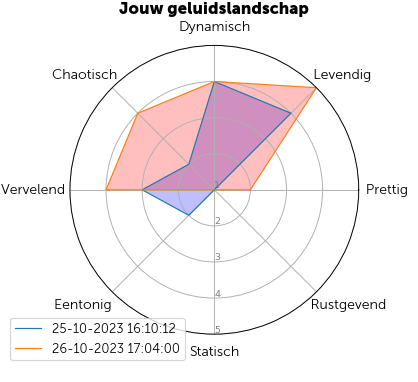 Jouw geluidslandschap
Dynamisch
Chaotisch
Levendig
Vervelend
1
Prettig
2
3
Eentonig
4
Rustgevend
5
25-10-2023 16:10:12
26-10-2023 17:04:00
Statisch